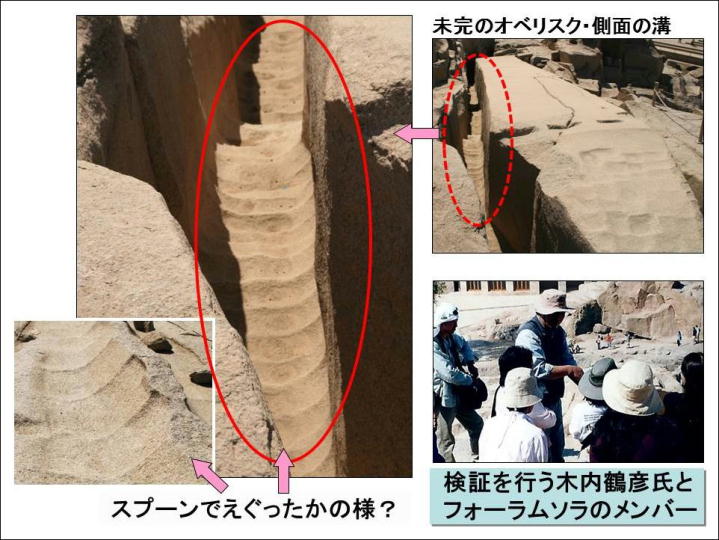 未完のオベリスク・側面の溝
スプーンでえぐったかの様？
検証を行う木内鶴彦氏と
フォーラムソラのメンバー